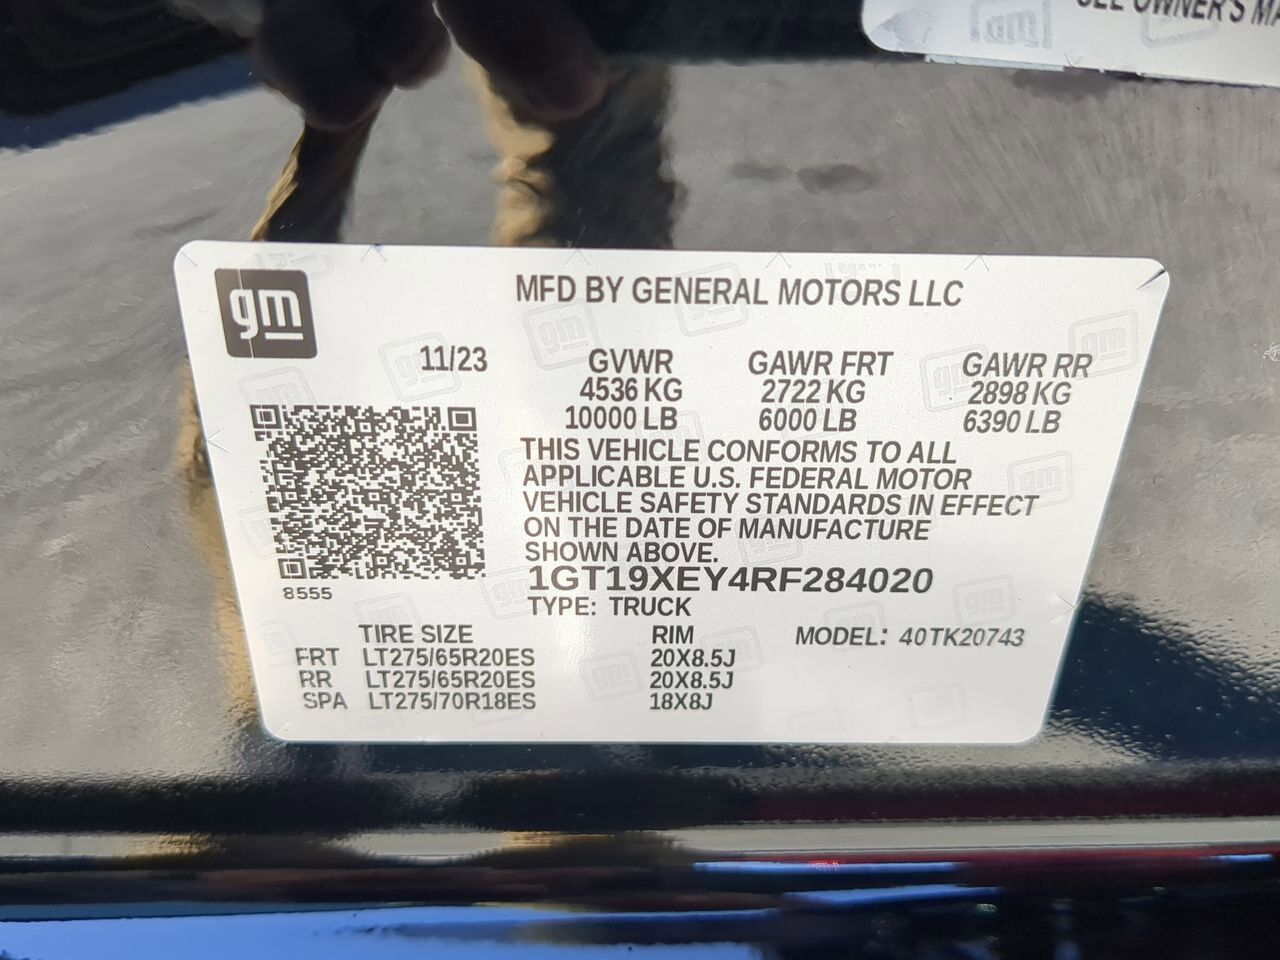 SEE OWNER'S MA
gm
MFD BY GENERAL MOTORS LLC
11/23 GVWR GAWR FRT GAWR RR
4536 KG 2722 KG 2898 KG
10000 LB 6000 LB 6390 LB
THIS VEHICLE CONFORMS TO ALL
APPLICABLE U.S. FEDERAL MOTOR
VEHICLE SAFETY STANDARDS IN EFFECT
ON THE DATE OF MANUFACTURE
SHOWN ABOVE.
8555
1GT19XEY4RF284020
TYPE: TRUCK
TIRE SIZE RIM MODEL: 40TK20743
FRT LT275/65R20ES 20X8.5J
RR LT275/65R20ES 20X8.5J
SPA LT275/70R18ES 18X8J